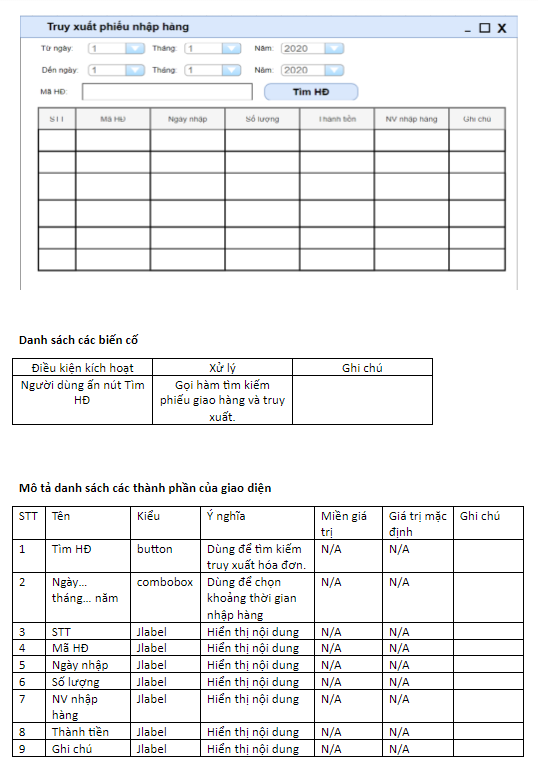 Truy xuất phiếu nhập hàng
Từ ngày: 1 Tháng: 1 Năm: 2020
Dến ngày: 1 Tháng: 1 Năm: 2020
Mã HĐ: Tìm HĐ
STT Mã HĐ Ngày nhập Số lượng Thành tiền NV nhập hàng Ghi chú
Danh sách các biến cố
Điều kiện kích hoạt Xử lý Ghi chú
Người dùng ấn nút Tìm Gọi hàm tìm kiếm
HĐ phiếu giao hàng và truy
xuất.
Mô tả danh sách các thành phần của giao diện
STT Tên Kiểu Ý nghĩa Miền giá Giá trị mặc Ghi chú
trị định
1 Tìm HĐ button Dùng để tìm kiếm N/A N/A
truy xuất hóa đơn.
2 Ngày... combobox Dùng để chọn N/A N/A
tháng... năm khoảng thời gian
nhập hàng
3 STT Jlabel Hiển thị nội dung N/A N/A
4 Mã HĐ Jlabel Hiển thị nội dung N/A N/A
5 Ngày nhập Jlabel Hiển thị nội dung N/A N/A
6 Số lượng Jlabel Hiển thị nội dung N/A N/A
7 NV nhập Jlabel Hiển thị nội dung N/A N/A
hàng
8 Thành tiền Jlabel Hiển thị nội dung N/A N/A
9 Ghi chú Jlabel Hiển thị nội dung N/A N/A